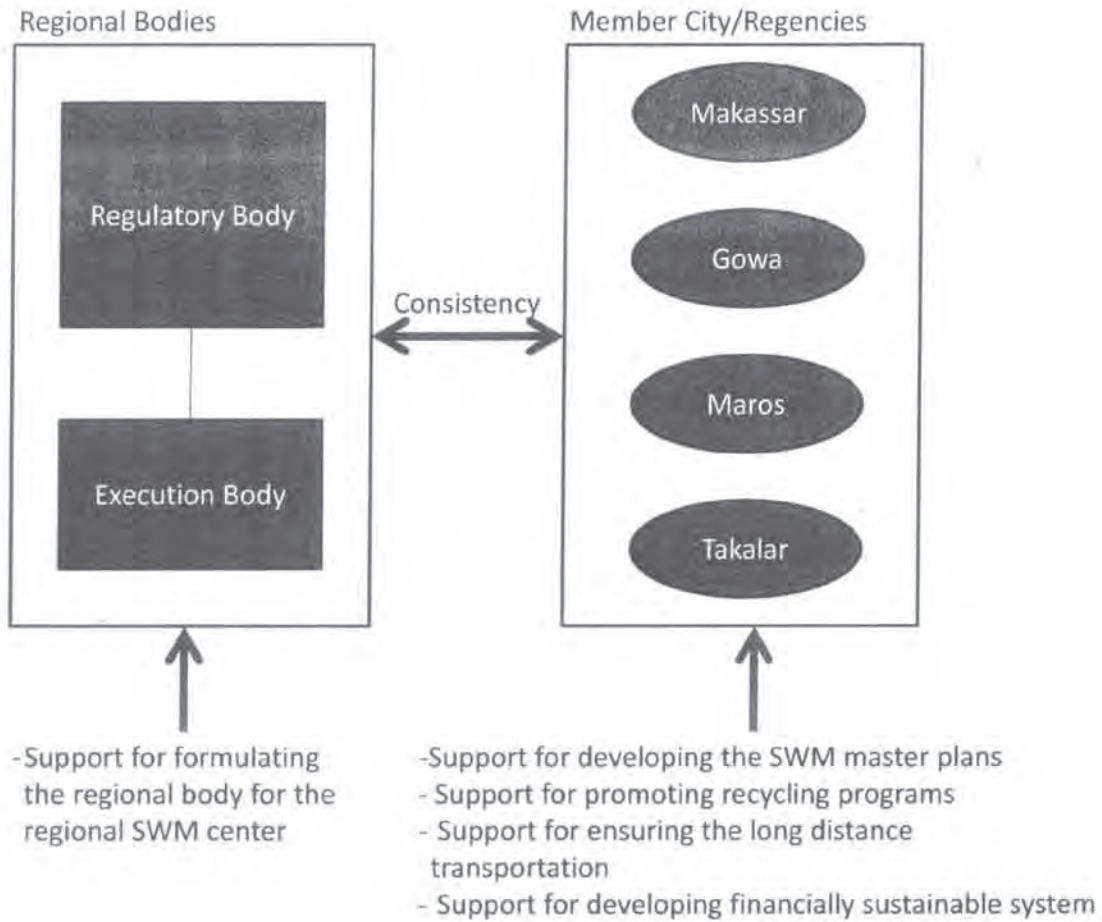 Regional Bodies
Regulatory Body
Execution Body
Consistency
Member City/Regencies
Makassar
Gowa
Maros
Takalar
-Support for formulating
the regional body for the
regional SWM center
-Support for developing the SWM master plans
- Support for promoting recycling programs
- Support for ensuring the long distance
transportation
- Support for developing financially sustainable system